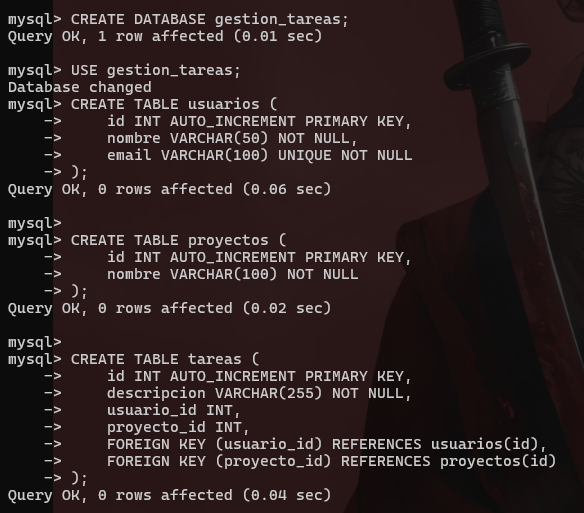 mysql> CREATE DATABASE gestion_tareas;
Query OK, 1 row affected (0.01 sec)

mysql> USE gestion_tareas;
Database changed
mysql> CREATE TABLE usuarios (
    ->     id INT AUTO_INCREMENT PRIMARY KEY,
    ->     nombre VARCHAR(50) NOT NULL,
    ->     email VARCHAR(100) UNIQUE NOT NULL
    -> );
Query OK, 0 rows affected (0.06 sec)

mysql>
mysql> CREATE TABLE proyectos (
    ->     id INT AUTO_INCREMENT PRIMARY KEY,
    ->     nombre VARCHAR(100) NOT NULL
    -> );
Query OK, 0 rows affected (0.02 sec)

mysql>
mysql> CREATE TABLE tareas (
    ->     id INT AUTO_INCREMENT PRIMARY KEY,
    ->     descripcion VARCHAR(255) NOT NULL,
    ->     usuario_id INT,
    ->     proyecto_id INT,
    ->     FOREIGN KEY (usuario_id) REFERENCES usuarios(id),
    ->     FOREIGN KEY (proyecto_id) REFERENCES proyectos(id)
    -> );
Query OK, 0 rows affected (0.04 sec)